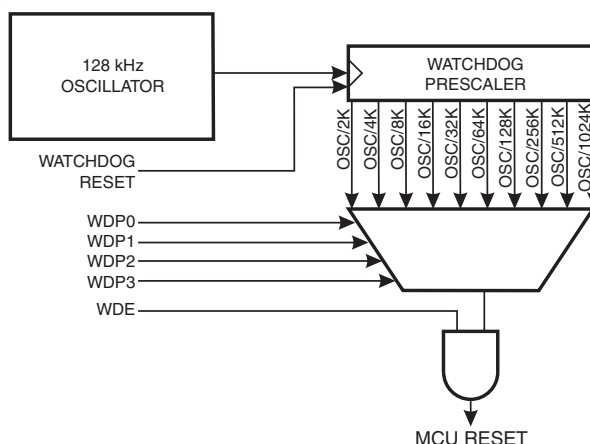 128 kHz
OSCILLATOR
WATCHDOG
PRESCALER
OSC/2K
OSC/4K
OSC/8K
OSC/16K
OSC/32K
OSC/64K
OSC/128K
OSC/256K
OSC/512K
OSC/1024K
WATCHDOG
RESET
WDP0
WDP1
WDP2
WDP3
WDE
MCU RESET